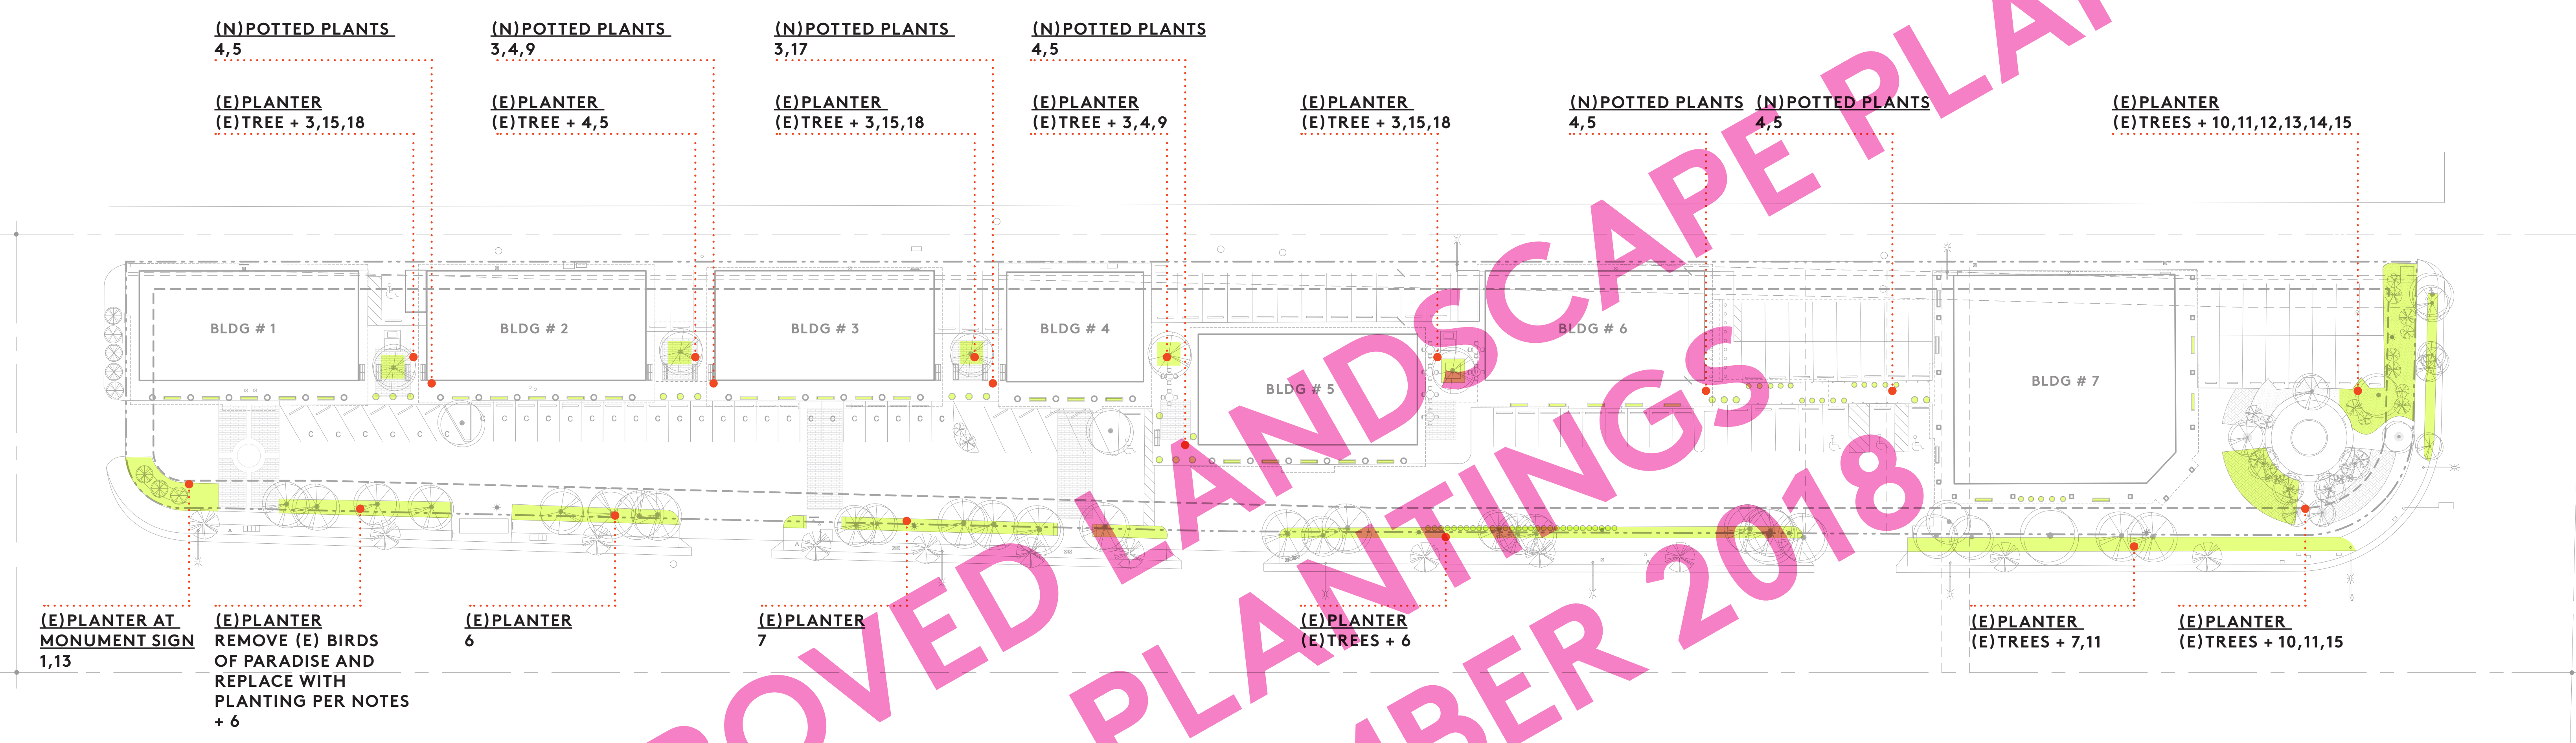 (N)POTTED PLANTS
4,5
(N)POTTED PLANTS
3,4,9
(N)POTTED PLANTS
3,17
(N)POTTED PLANTS
4,5
(E)PLANTER
(E)TREE + 3,15,18
(E)PLANTER
(E)TREE + 4,5
(E)PLANTER
(E)TREE + 3,15,18
(E)PLANTER
(E)TREE + 3,4,9
(E)PLANTER
(E)TREE + 3,15,18
(N)POTTED PLANTS
4,5
(N)POTTED PLANTS
4,5
(E)PLANTER
(E)TREES + 10,11,12,13,14,15
BLDG # 1
BLDG # 2
BLDG # 3
BLDG # 4
BLDG # 5
BLDG # 6
BLDG # 7
C C C C C C
C C C C C C C C C C C C C C C C C C
(E)PLANTER AT
MONUMENT SIGN
1,13
(E)PLANTER
REMOVE (E) BIRDS
OF PARADISE AND
REPLACE WITH
PLANTING PER NOTES
+ 6
(E)PLANTER
6
(E)PLANTER
7
(E)PLANTER
(E)TREES + 6
(E)PLANTER
(E)TREES + 7,11
(E)PLANTER
(E)TREES + 10,11,15
OVED LANDSCAPE PLA
PLANTINGS
MBER 2018